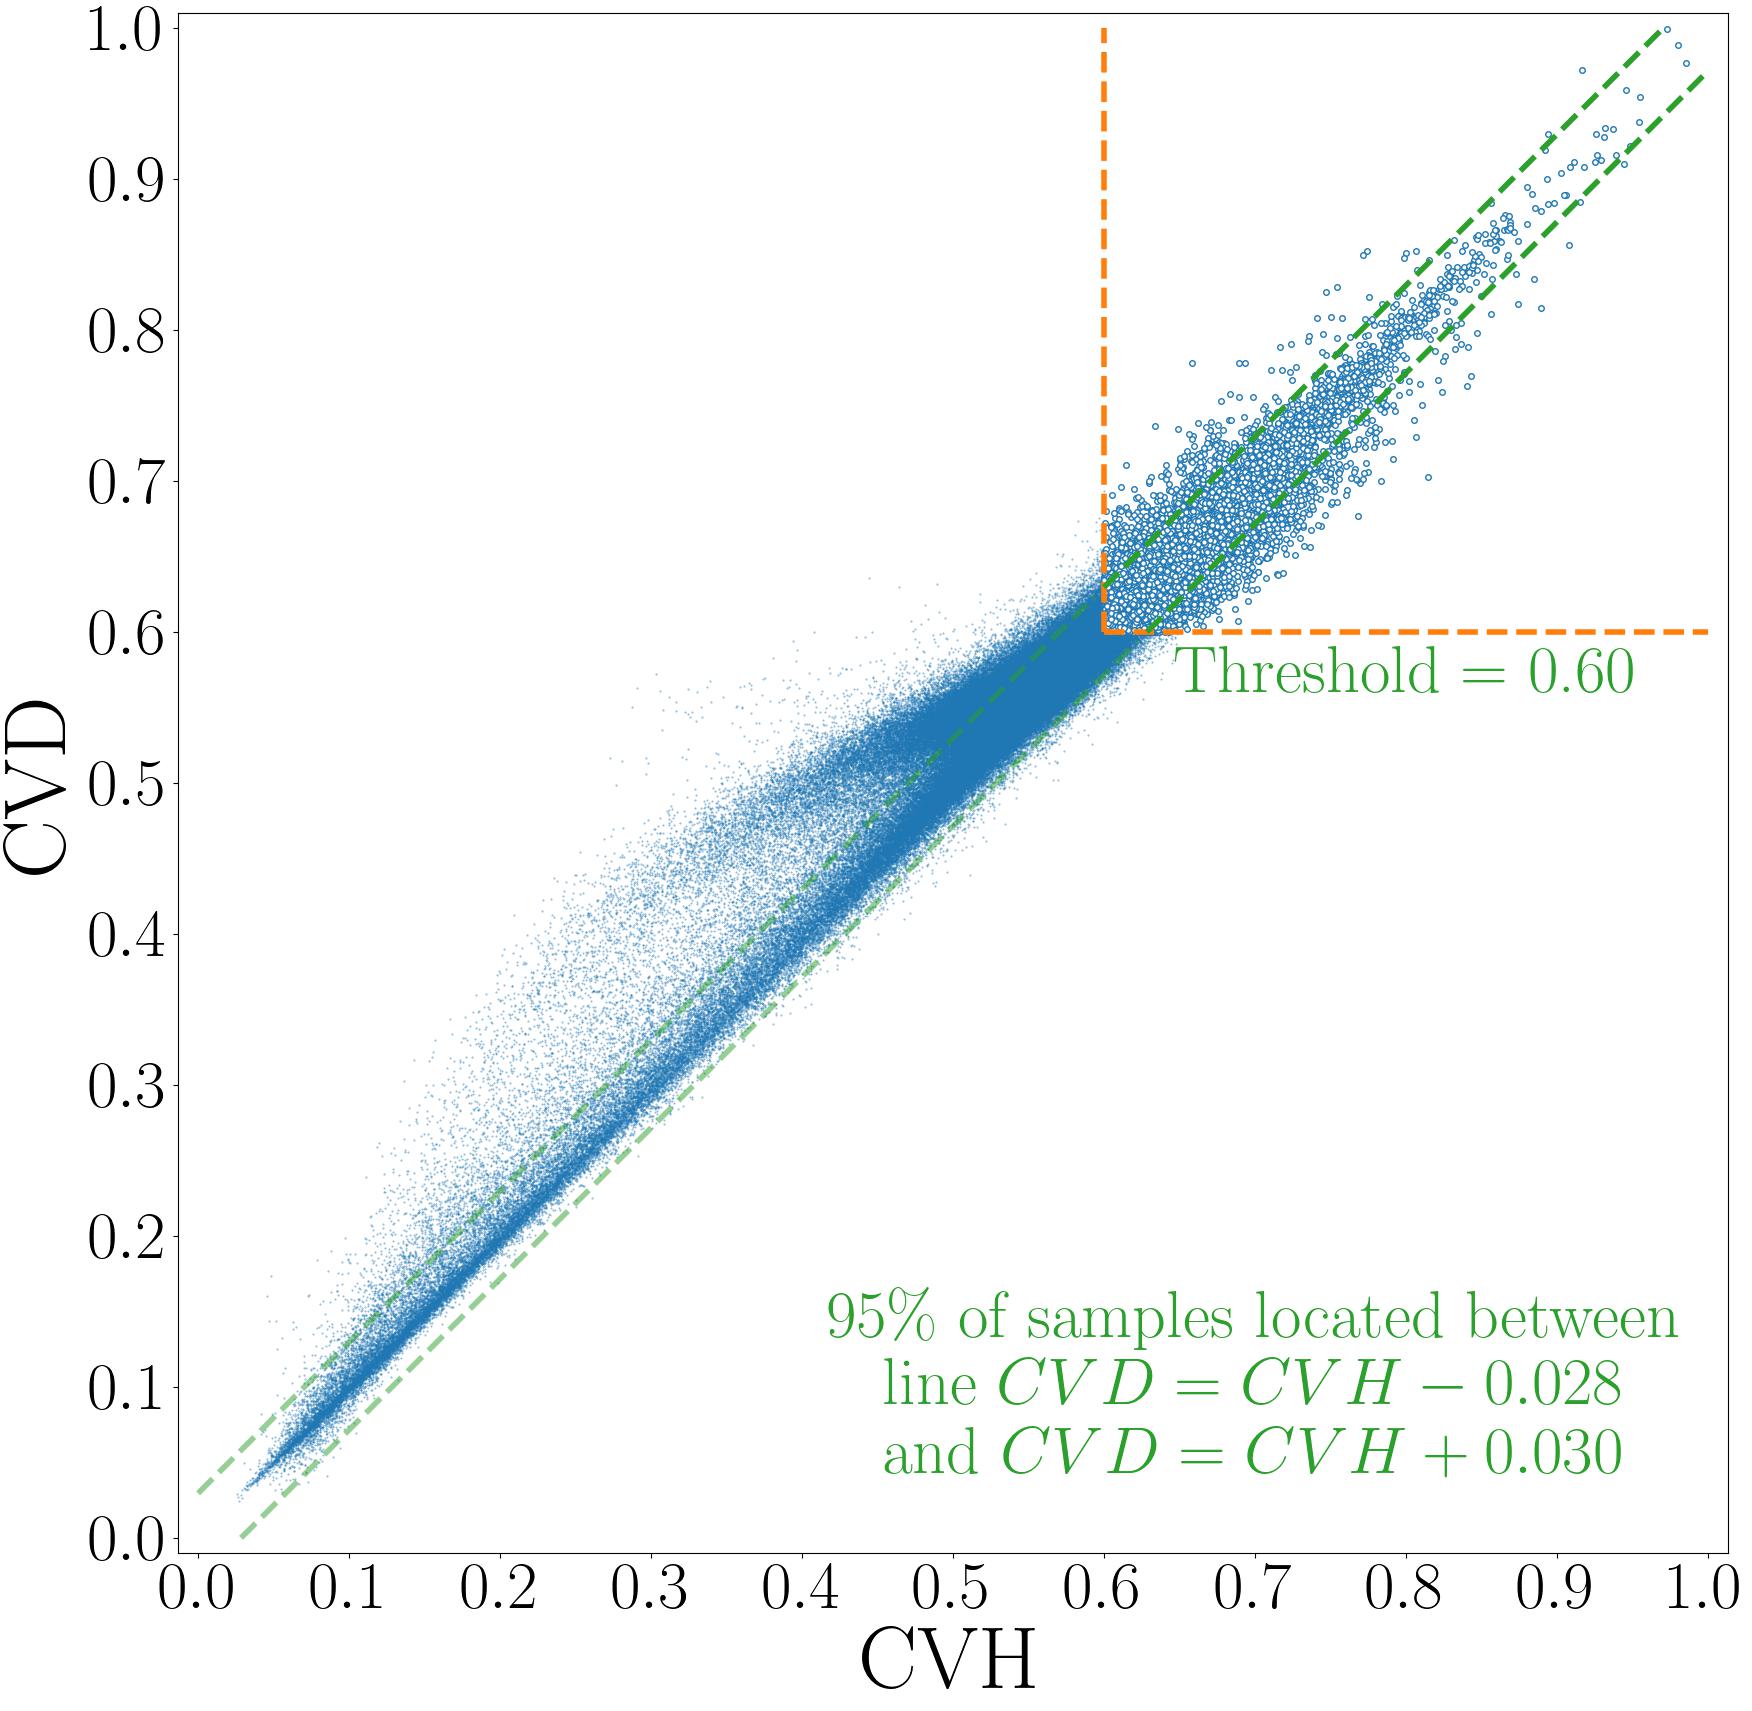 1.0
0.9
0.8
0.7
0.6
0.5
0.4
0.3
0.2
0.1
0.0
CVD
Threshold = 0.60
95% of samples located between
line CVD = CVH − 0.028
and CVD = CVH + 0.030
0.0 0.1 0.2 0.3 0.4 0.5 0.6 0.7 0.8 0.9 1.0
CVH